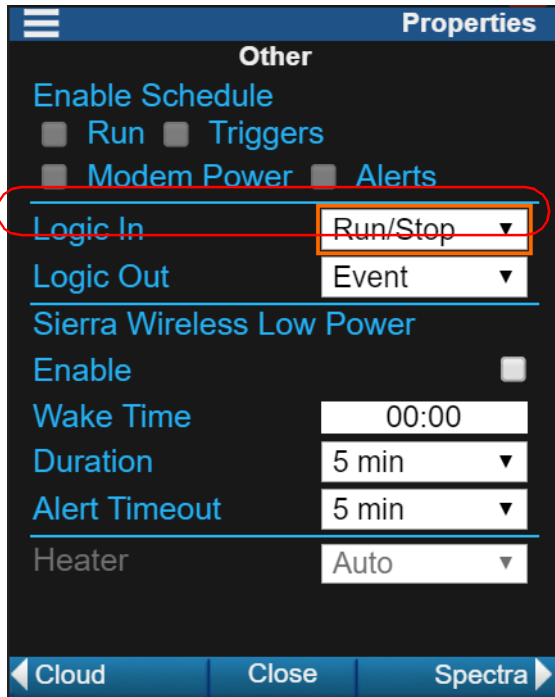 Properties
Other
Enable Schedule
Run Triggers
Modem Power Alerts
Logic In Run/Stop
Logic Out Event
Sierra Wireless Low Power
Enable
Wake Time 00:00
Duration 5 min
Alert Timeout 5 min
Heater Auto
Cloud Close Spectra